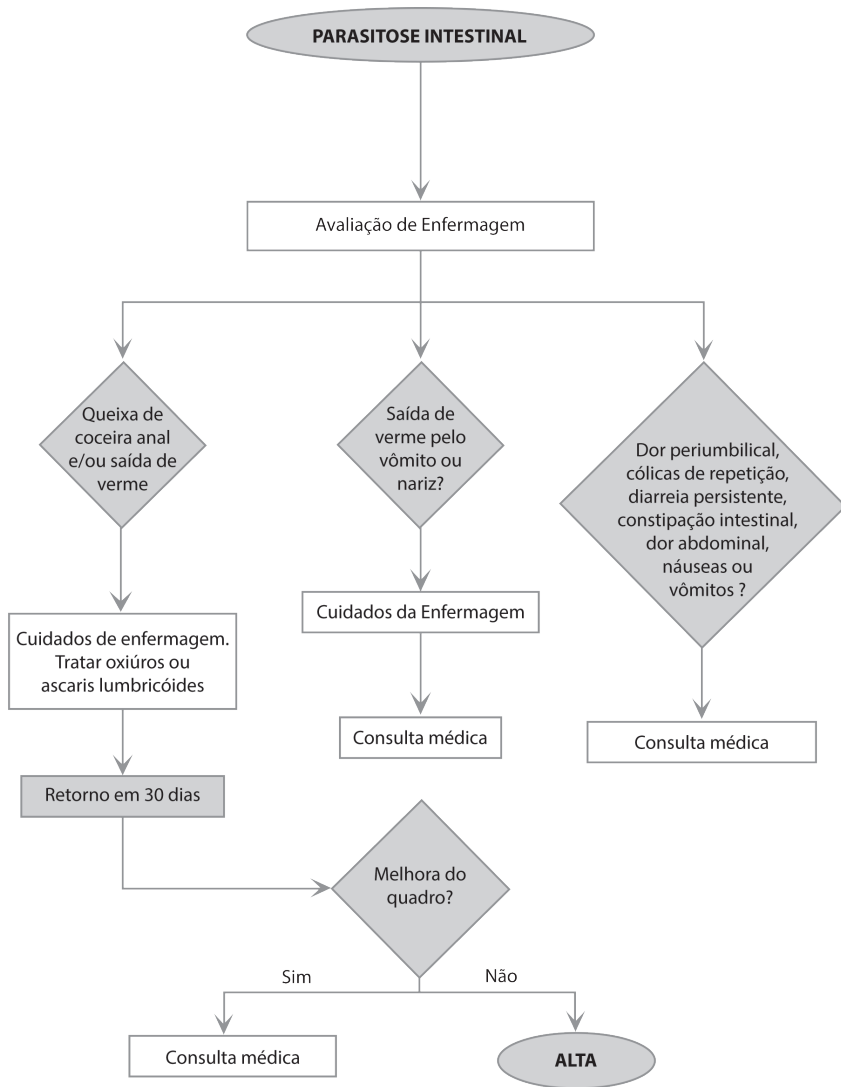 PARASITOSE INTESTINAL
Avaliação de Enfermagem
Queixa de
coceira anal
e/ou saída de
verme
Saída de
verme pelo
vômito ou
nariz?
Dor periumbilical,
cólicas de repetição,
diarreia persistente,
constipação intestinal,
dor abdominal,
náuseas ou
vômitos ?
Cuidados de enfermagem.
Tratar oxiúros ou
ascaris lumbricóides
Cuidados da Enfermagem
Consulta médica
Consulta médica
Retorno em 30 dias
Melhora do
quadro?
Sim
Não
Consulta médica
ALTA